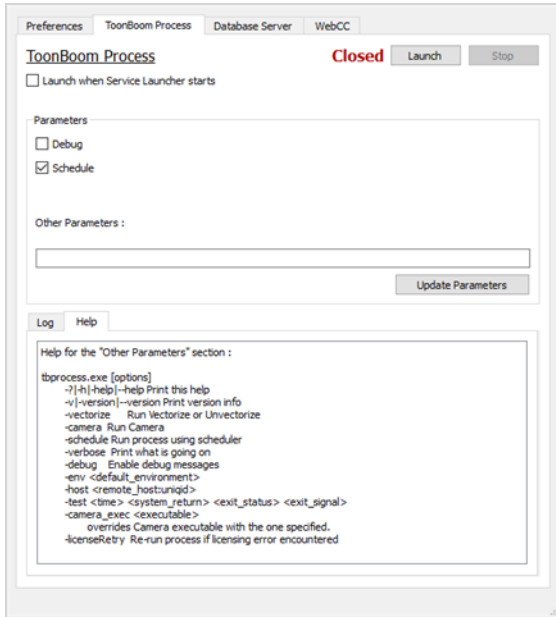 Preferences ToonBoom Process Database Server WebCC
ToonBoom Process Closed Launch Stop
Launch when Service Launcher starts
Parameters
Debug
Schedule
Other Parameters :
Update Parameters
Log Help
Help for the "Other Parameters" section :
tbprocess.exe [options]
-?|-h|-help|--help Print this help
-v|-version|--version Print version info
-vectorize Run Vectorize or Unvectorize
-camera Run Camera
-schedule Run process using scheduler
-verbose Print what is going on
-debug Enable debug messages
-env <default_environment>
-host <remote_host:uniqid>
-test <time> <system_return> <exit_status> <exit_signal>
-camera_exec <executable>
overrides Camera executable with the one specified.
-licenseRetry Re-run process if licensing error encountered